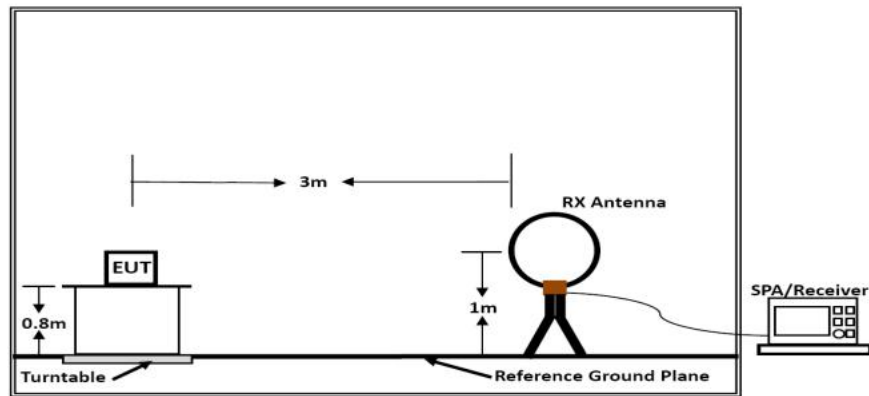 3m
RX Antenna
EUT
SPA/Receiver
0.8m
1m
Turntable
Reference Ground Plane